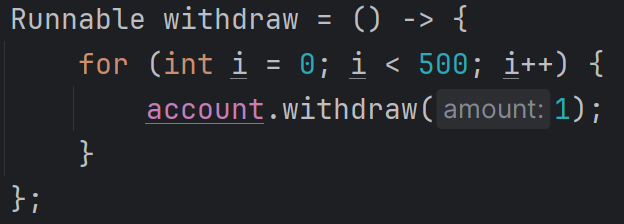 Runnable withdraw = () -> {
    for (int i = 0; i < 500; i++) {
        account.withdraw( amount: 1);
    }
};